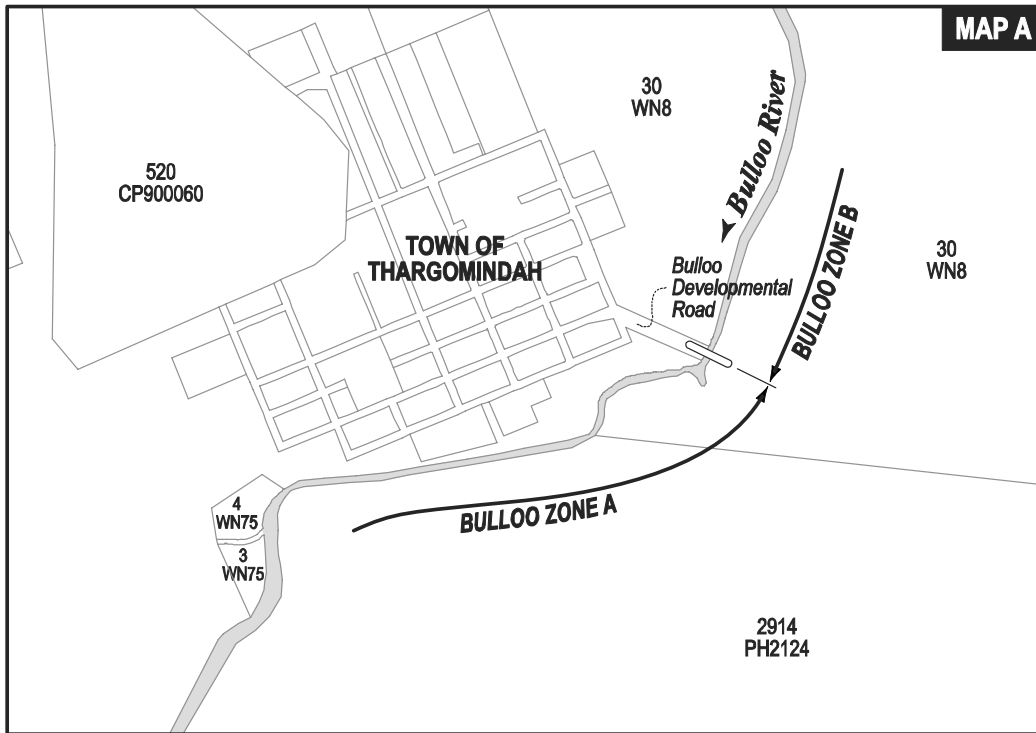 MAP A
30
WN8
Bulloo River
520
CP900060
TOWN OF
THARGOMINDAH
Bulloo
Developmental
Road
BULLOO ZONE B
30
WN8
4
WN75
3
WN75
BULLOO ZONE A
2914
PH2124